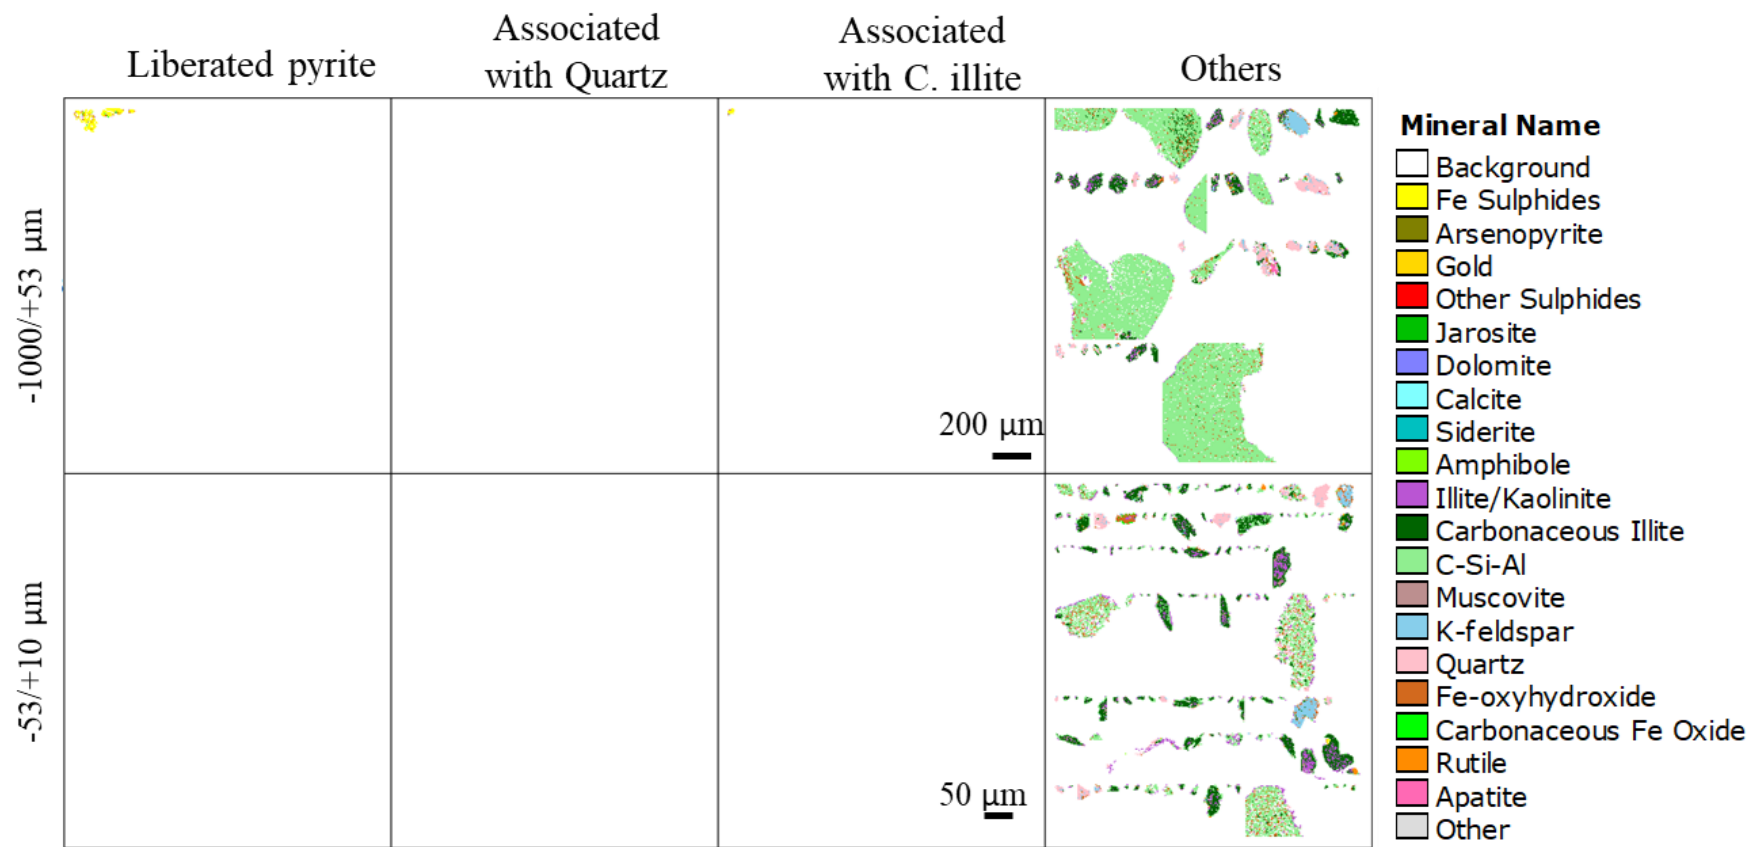 Liberated pyrite
Associated
with Quartz
Associated
with C. illite
Others
-1000/+53 μm
200 μm
-53/+10 μm
50 μm
Mineral Name
Background
Fe Sulphides
Arsenopyrite
Gold
Other Sulphides
Jarosite
Dolomite
Calcite
Siderite
Amphibole
Illite/Kaolinite
Carbonaceous Illite
C-Si-Al
Muscovite
K-feldspar
Quartz
Fe-oxyhydroxide
Carbonaceous Fe Oxide
Rutile
Apatite
Other